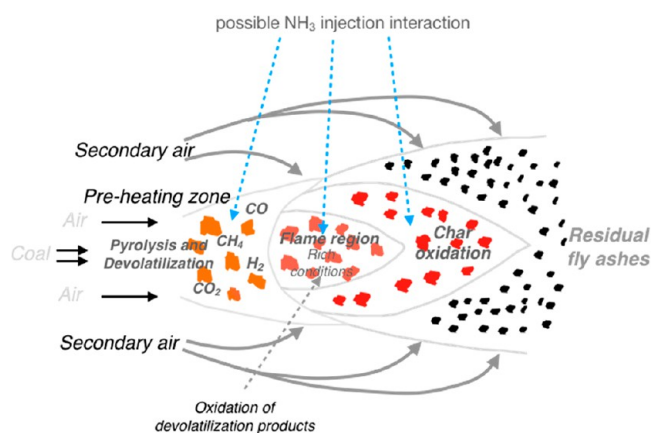 possible NH₃ injection interaction
Secondary air
Pre-heating zone
CO
Air
CH₄
Flame region
Char
oxidation
Residual
fly ashes
Coal
Pyrolysis and
Devolatilization
H₂
Rich
conditions
CO₂
Air
Secondary air
Oxidation of
devolatilization products